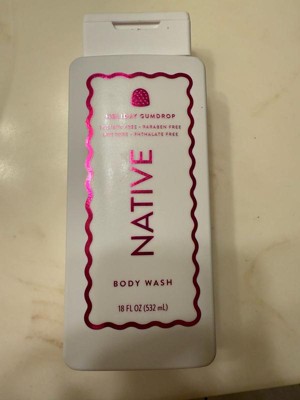 GUMDROP
PARABEN FREE
PHTHALATE FREE
NATIVE
BODY WASH
18 FL OZ (532 mL)